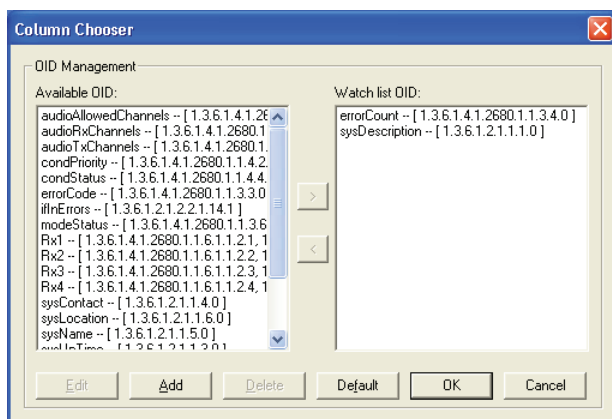 Column Chooser
OID Management
Available OID:
audioAllowedChannels -- [ 1.3.6.1.4.1.26
audioRxChannels -- [ 1.3.6.1.4.1.2680.1
audioTxChannels -- [ 1.3.6.1.4.1.2680.1.
condPriority -- [ 1.3.6.1.4.1.2680.1.1.4.2.
condStatus -- [ 1.3.6.1.4.1.2680.1.1.4.4.
errorCode -- [ 1.3.6.1.4.1.2680.1.1.3.3.0
ifInErrors -- [ 1.3.6.1.2.1.2.2.1.14.1 ]
modeStatus -- [ 1.3.6.1.4.1.2680.1.1.3.6
Rx1 -- [ 1.3.6.1.4.1.2680.1.1.6.1.1.2.1, 1
Rx2 -- [ 1.3.6.1.4.1.2680.1.1.6.1.1.2.2, 1
Rx3 -- [ 1.3.6.1.4.1.2680.1.1.6.1.1.2.3, 1
Rx4 -- [ 1.3.6.1.4.1.2680.1.1.6.1.1.2.4, 1
sysContact -- [ 1.3.6.1.2.1.1.4.0 ]
sysLocation -- [ 1.3.6.1.2.1.1.6.0 ]
sysName -- [ 1.3.6.1.2.1.1.5.0 ]
sysUpTime -- [ 1.3.6.1.2.1.1.3.0 ]
>
<
Watch list OID:
errorCount -- [ 1.3.6.1.4.1.2680.1.1.3.4.0 ]
sysDescription -- [ 1.3.6.1.2.1.1.1.0 ]
Edit
Add
Delete
Default
OK
Cancel